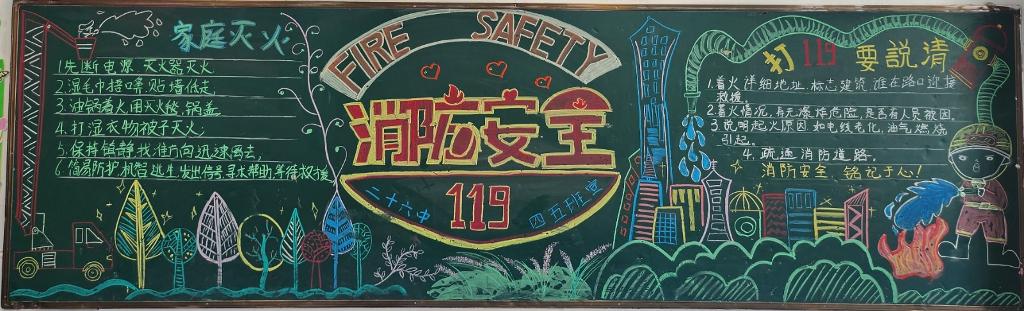 家庭灭火
1.先断电源 灭火器灭火
2.湿毛巾捂嘴贴墙低走
3.油锅着火用灭火毯、锅盖
4.打湿衣物被子灭火
5.保持镇静找准方向迅速离去
6.简易防护机智逃生发出信号寻求帮助等待救援
FIRE SAFETY
消防安全
119
二十六中
四五班宣
打119要說清
1.着火详细地址.标志建筑 谁在路口迎接
救援.
2.着火情况,有无爆炸危险,是否有人员被困.
3.说明起火原因 如电线老化,油气燃烧
引起.
4.疏通消防道路.
消防安全、铭记于心!